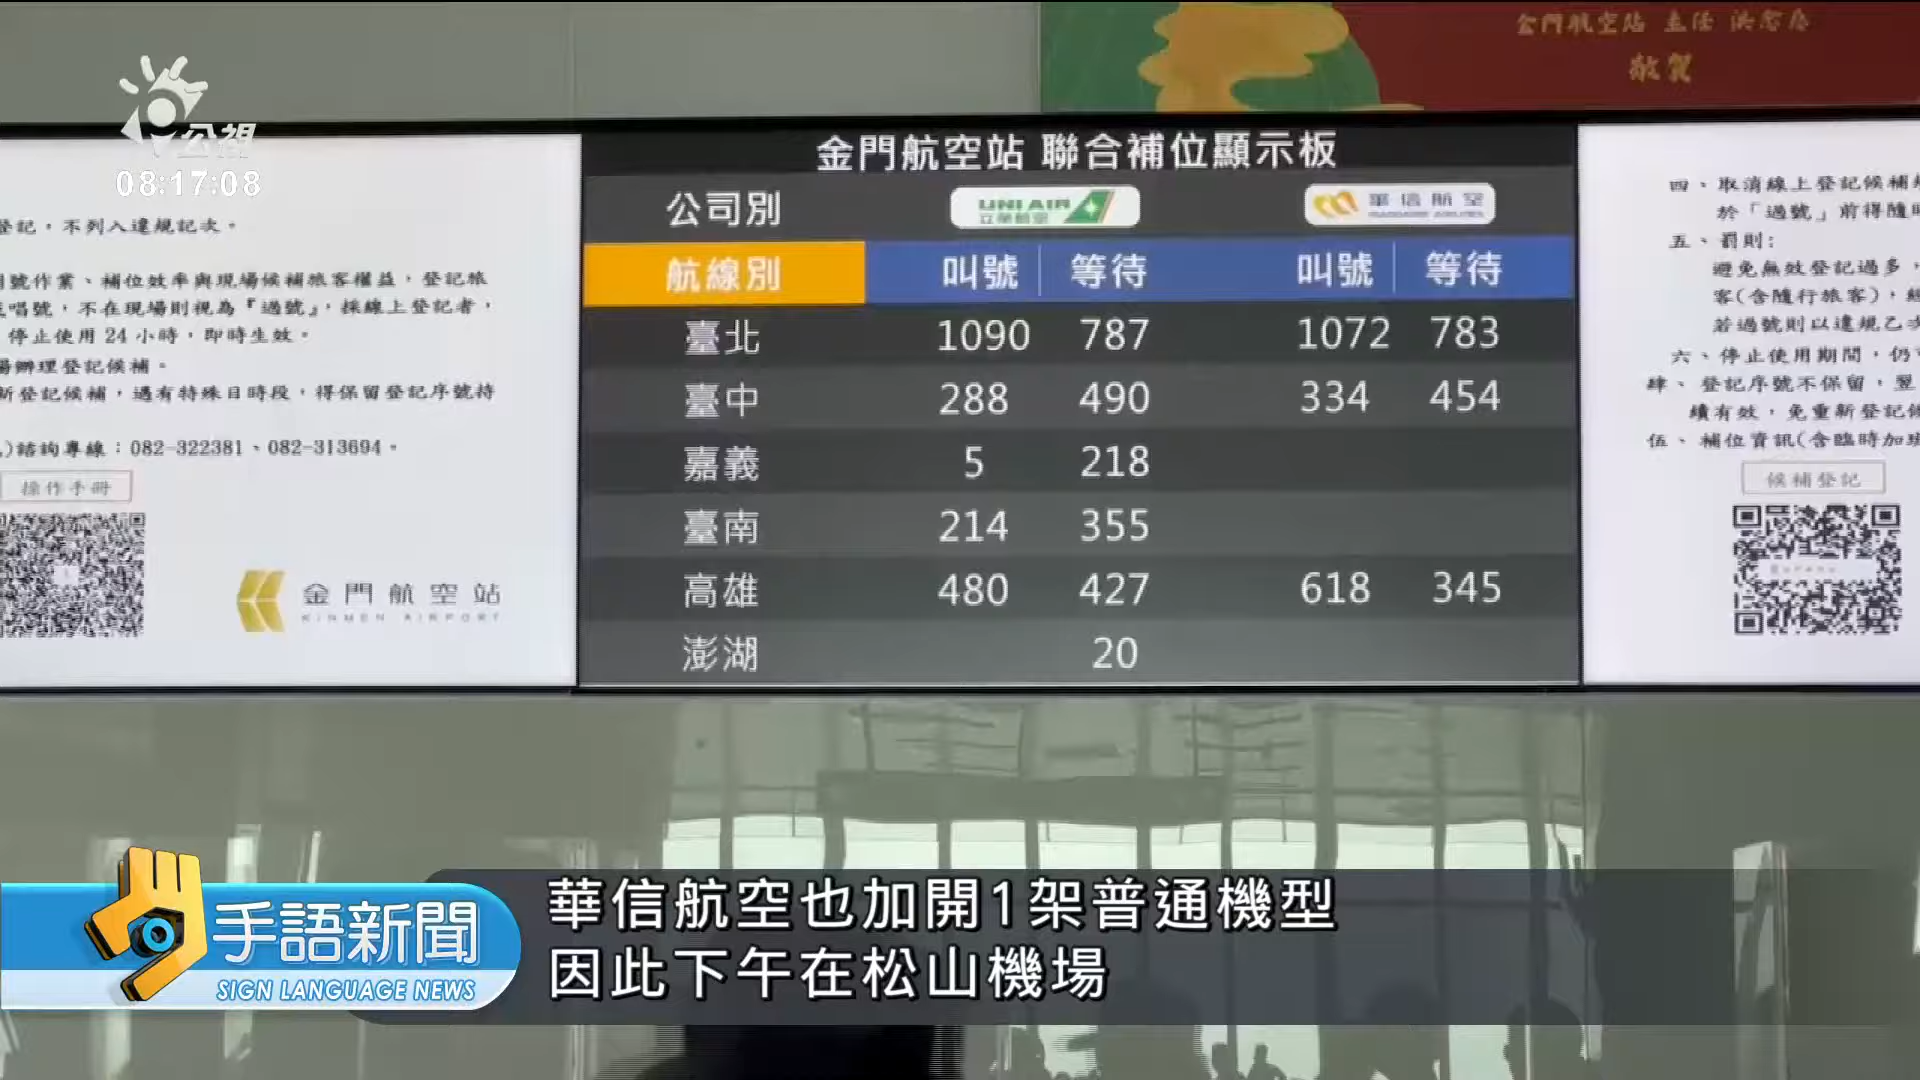 金門航空站 主任
敬製
公視
08:17:08
登記，不列入違規記次。
號作業、補位效率與現場候補旅客權益，登記旅
唱號，不在現場則視為『過號』，採線上登記者，
停止使用 24 小時，即時生效。
辦理登記候補。
新登記候補，遇有特殊日時段，得保留登記序號持
諮詢專線：082-322381、082-313694。
操作手冊
金門航空站
KINMEN AIRPORT
金門航空站 聯合補位顯示板
公司別 UNI AIR 立榮航空 華信航空 MANDARIN AIRLINES
航線別 叫號 等待 叫號 等待
臺北 1090 787 1072 783
臺中 288 490 334 454
嘉義 5 218
臺南 214 355
高雄 480 427 618 345
澎湖 20
四、取消線上登記候補
於「過號」前得隨時
五、罰則：
避免無效登記過多，
客(含隨行旅客)，
若過號則以違規乙次
六、停止使用期間，仍
肆、登記序號不保留，翌
續有效，免重新登記
伍、補位資訊(含臨時加班
候補登記
手語新聞
SIGN LANGUAGE NEWS
華信航空也加開1架普通機型
因此下午在松山機場